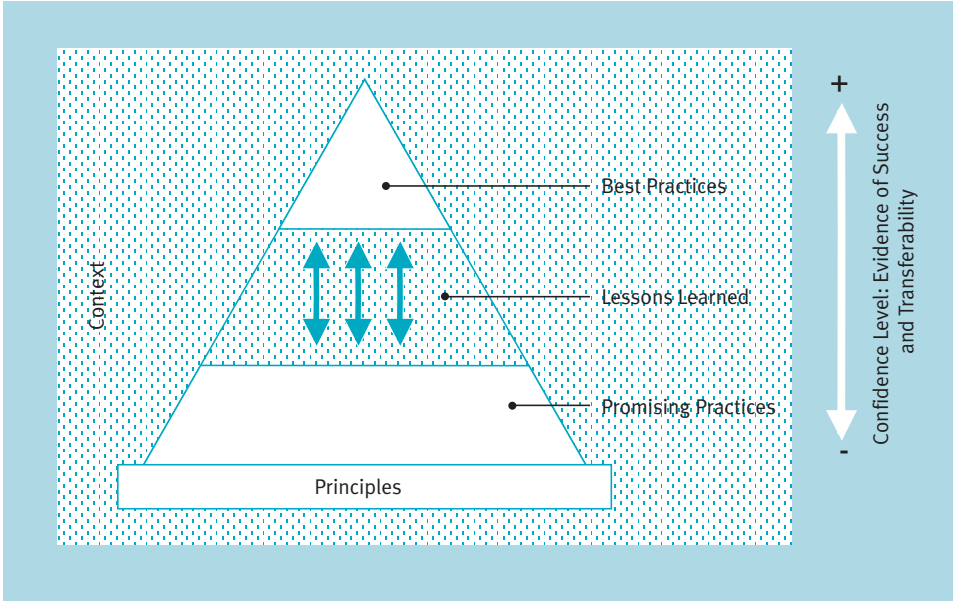 +
Best Practices
Context
Lessons Learned
Promising Practices
Principles
-
Confidence Level: Evidence of Success
and Transferability